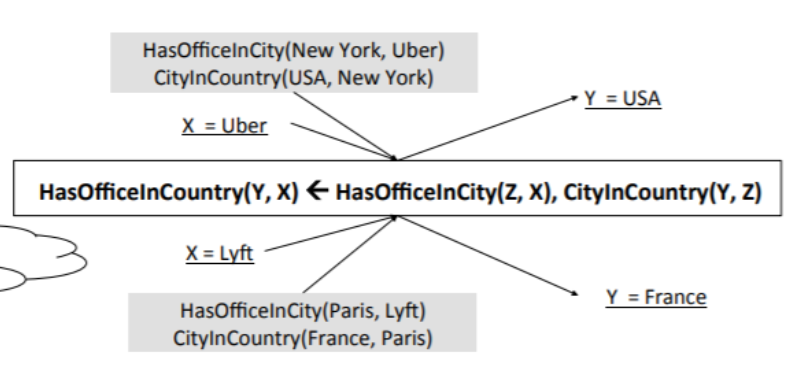 HasOfficeInCity(New York, Uber)
CityInCountry(USA, New York)
Y = USA
X = Uber
HasOfficeInCountry(Y, X) ← HasOfficeInCity(Z, X), CityInCountry(Y, Z)
X = Lyft
Y = France
HasOfficeInCity(Paris, Lyft)
CityInCountry(France, Paris)